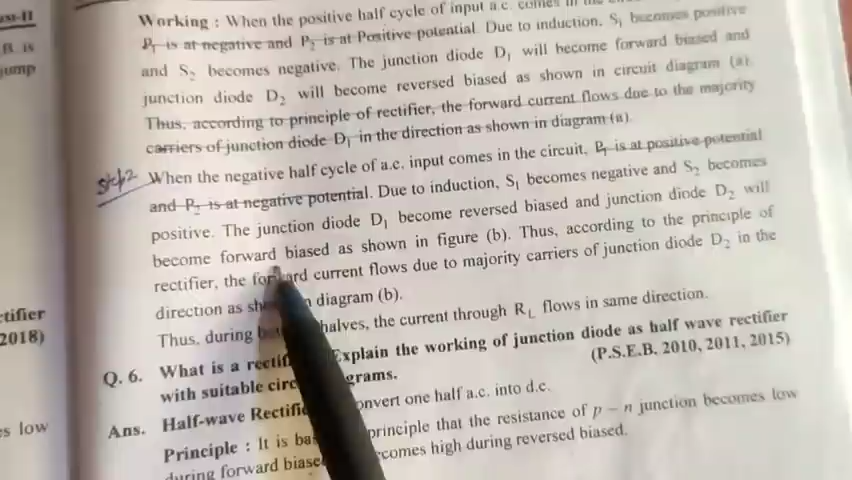 Working : When the positive half cycle of input a.c. comes in the
P₁ is at negative and P₂ is at Positive potential. Due to induction, S₁ becomes positive
and S₂ becomes negative. The junction diode D₁ will become forward biased and
junction diode D₂ will become reversed biased as shown in circuit diagram (a).
Thus, according to principle of rectifier, the forward current flows due to the majority
carriers of junction diode D₁ in the direction as shown in diagram (a).
When the negative half cycle of a.c. input comes in the circuit, P₁ is at positive potential
and P₂ is at negative potential. Due to induction, S₁ becomes negative and S₂ becomes
positive. The junction diode D₁ become reversed biased and junction diode D₂ will
become forward biased as shown in figure (b). Thus, according to the principle of
rectifier, the forward current flows due to majority carriers of junction diode D₂ in the
direction as diagram (b).
Thus, during halves, the current through R_L flows in same direction.
Q. 6. What is a Explain the working of junction diode as half wave rectifier
with suitable (P.S.E.B. 2010, 2011, 2015)
Ans. Half-wave convert one half a.c. into d.c.
Principle : It is principle that the resistance of p – n junction becomes low
during forward high during reversed biased.
2018)
low